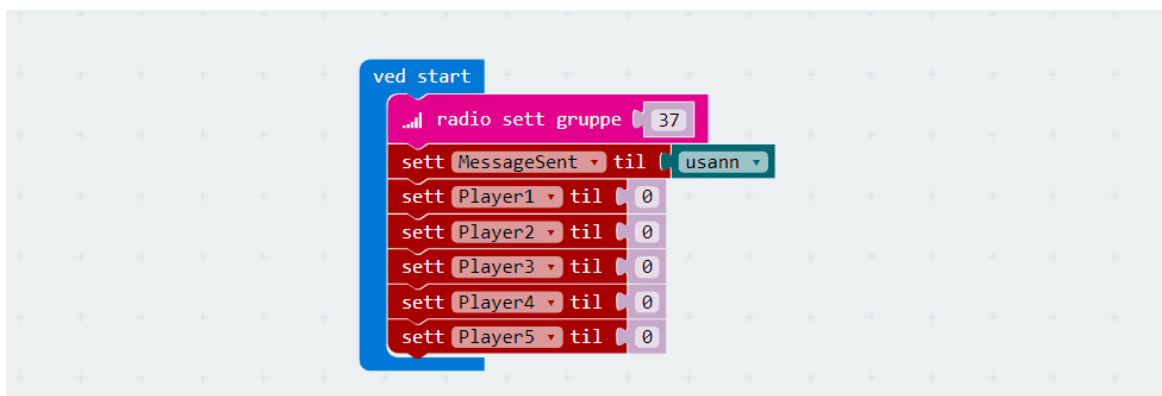 ved start
radio sett gruppe 37
sett MessageSent til usann
sett Player1 til 0
sett Player2 til 0
sett Player3 til 0
sett Player4 til 0
sett Player5 til 0